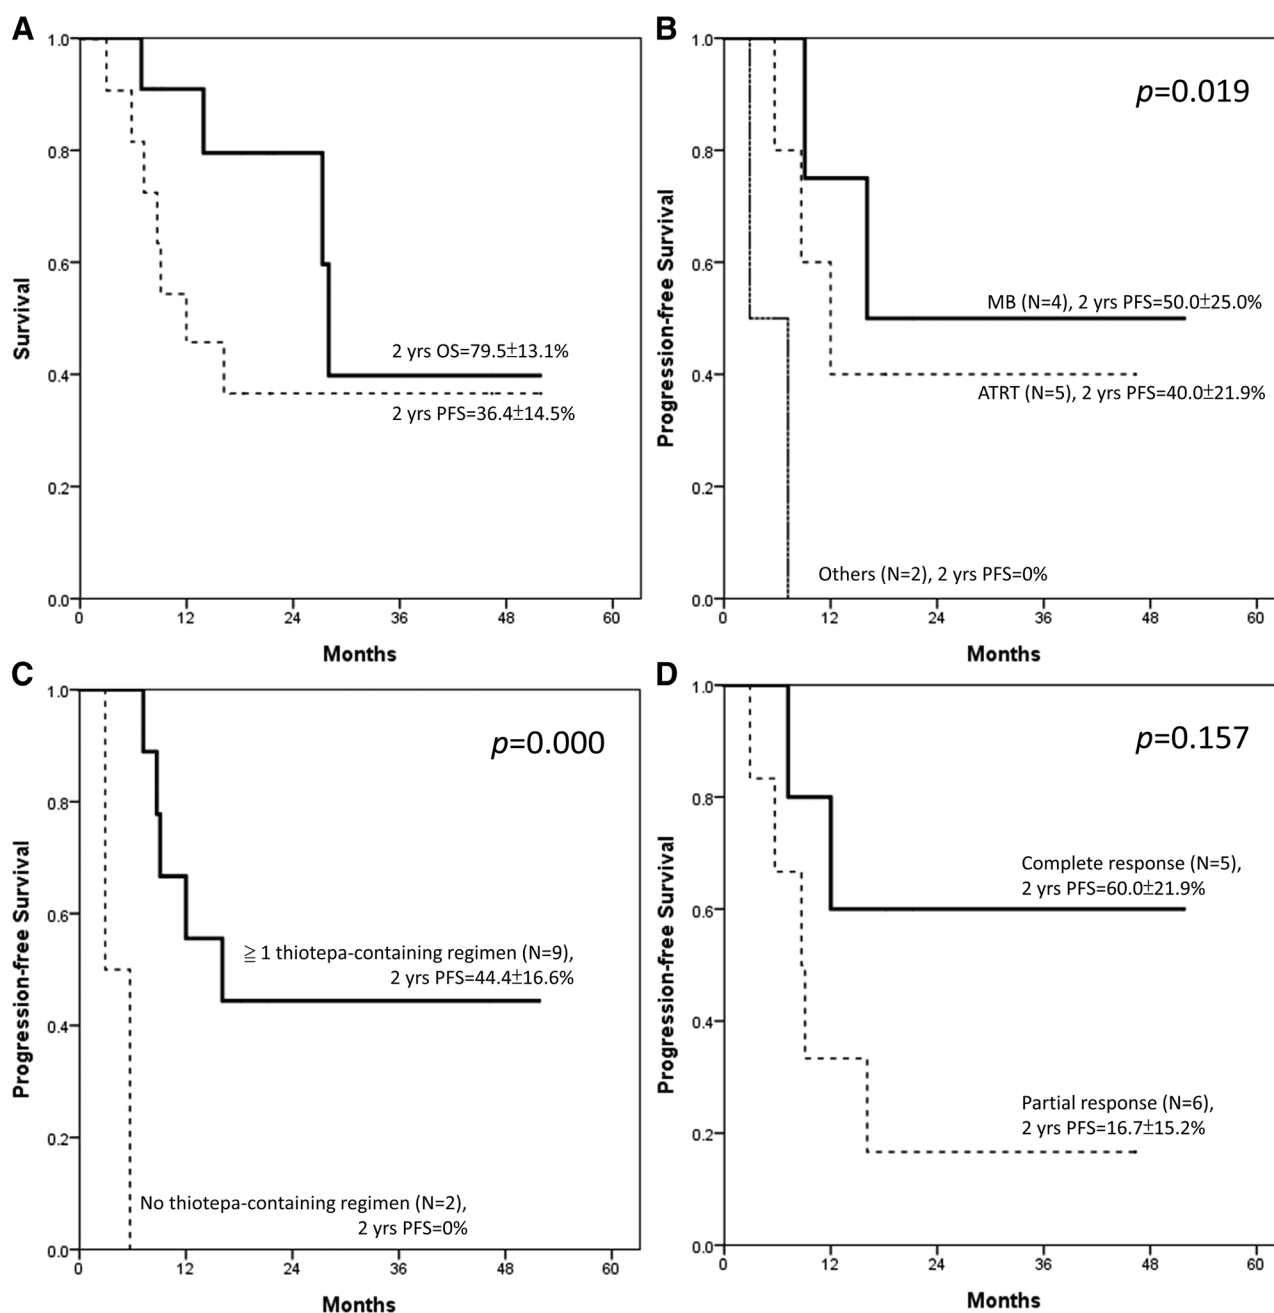 A
1.0
0.8
0.6
0.4
0.2
0.0
Survival
2 yrs OS=79.5±13.1%
2 yrs PFS=36.4±14.5%
0 12 24 36 48 60
Months
B
1.0
0.8
0.6
0.4
0.2
0.0
Progression-free Survival
p=0.019
MB (N=4), 2 yrs PFS=50.0±25.0%
ATRT (N=5), 2 yrs PFS=40.0±21.9%
Others (N=2), 2 yrs PFS=0%
0 12 24 36 48 60
Months
C
1.0
0.8
0.6
0.4
0.2
0.0
Progression-free Survival
p=0.000
≧ 1 thiotepa-containing regimen (N=9),
2 yrs PFS=44.4±16.6%
No thiotepa-containing regimen (N=2),
2 yrs PFS=0%
0 12 24 36 48 60
Months
D
1.0
0.8
0.6
0.4
0.2
0.0
Progression-free Survival
p=0.157
Complete response (N=5),
2 yrs PFS=60.0±21.9%
Partial response (N=6),
2 yrs PFS=16.7±15.2%
0 12 24 36 48 60
Months